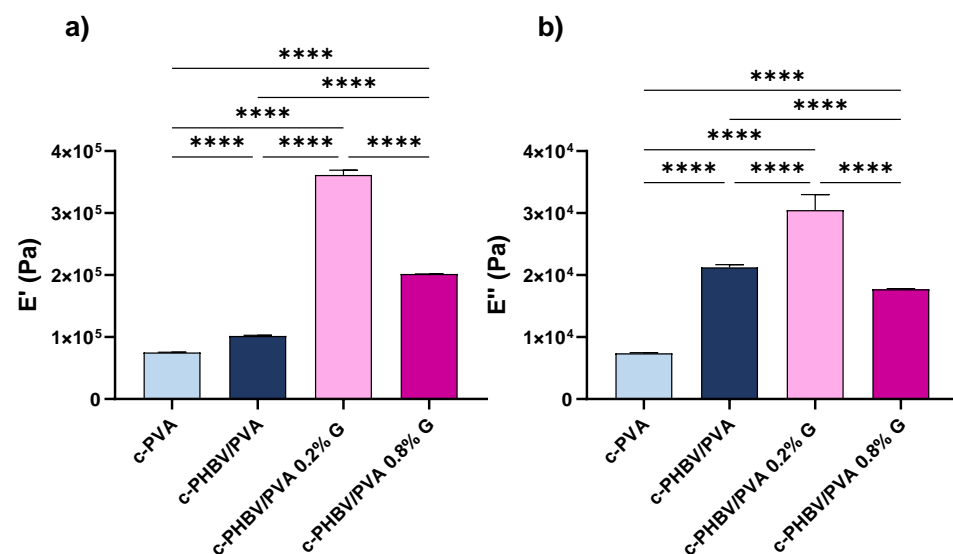 a)
****
****
****
**** **** ****
4×10⁵
3×10⁵
2×10⁵
1×10⁵
0
E' (Pa)
c-PVA
c-PHBV/PVA
c-PHBV/PVA 0.2% G
c-PHBV/PVA 0.8% G
b)
****
****
****
**** **** ****
4×10⁴
3×10⁴
2×10⁴
1×10⁴
0
E'' (Pa)
c-PVA
c-PHBV/PVA
c-PHBV/PVA 0.2% G
c-PHBV/PVA 0.8% G